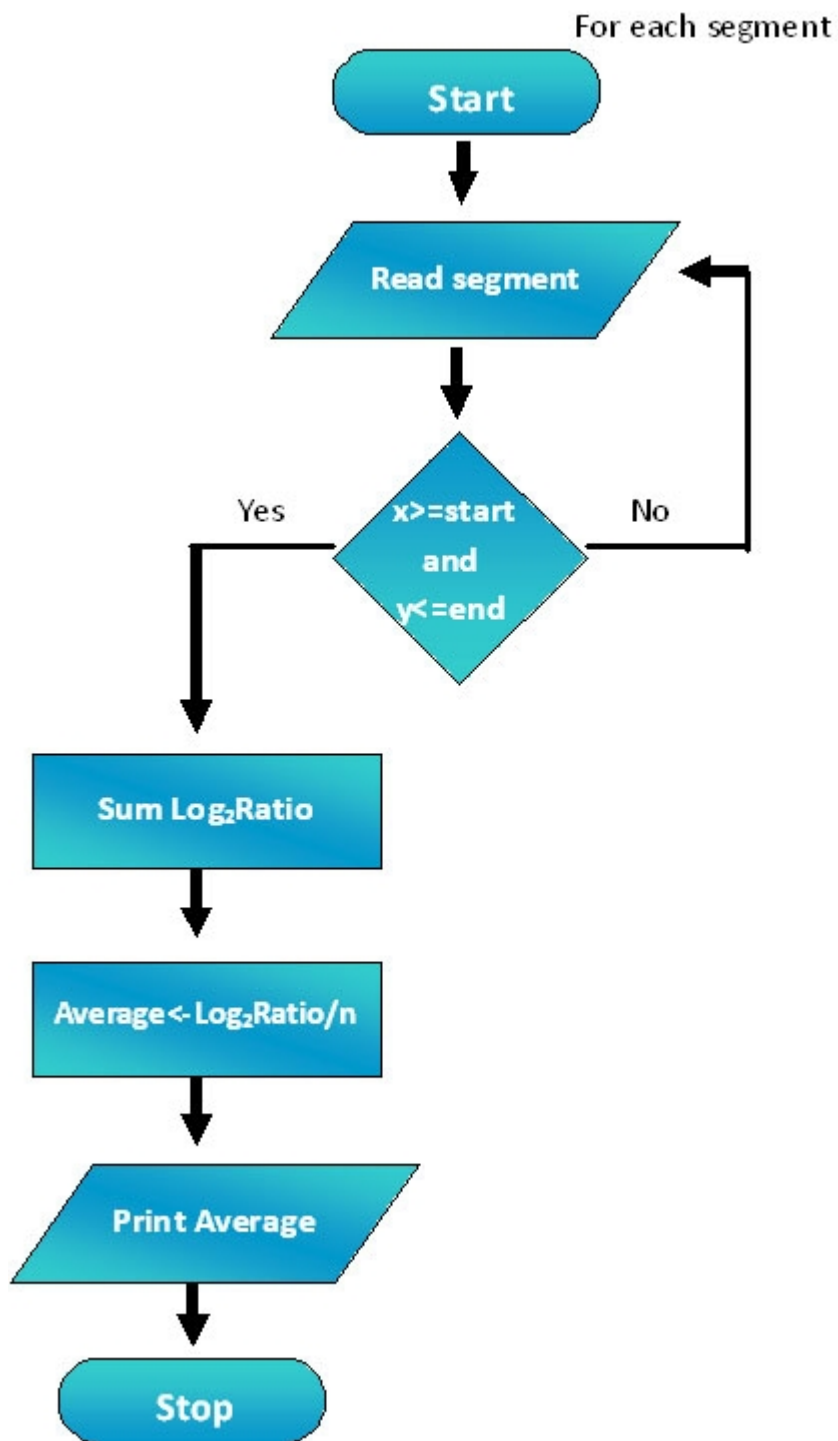 For each segment
Start
Read segment
Yes
x>=start
No
and
y<=end
Sum Log₂Ratio
Average<-Log₂Ratio/n
Print Average
Stop